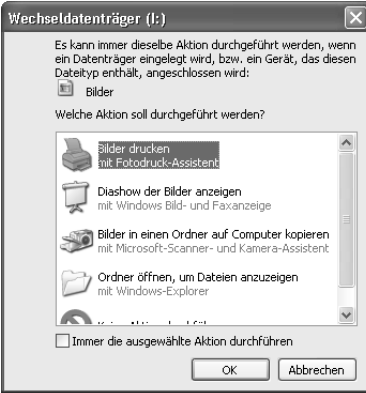 Wechseldatenträger (I:)
Es kann immer dieselbe Aktion durchgeführt werden, wenn
ein Datenträger eingelegt wird, bzw. ein Gerät, das diesen
Dateityp enthält, angeschlossen wird:
Bilder
Welche Aktion soll durchgeführt werden?
Bilder drucken
mit Fotodruck-Assistent
Diashow der Bilder anzeigen
mit Windows Bild- und Faxanzeige
Bilder in einen Ordner auf Computer kopieren
mit Microsoft-Scanner- und Kamera-Assistent
Ordner öffnen, um Dateien anzuzeigen
mit Windows-Explorer
Immer die ausgewählte Aktion durchführen
OK
Abbrechen